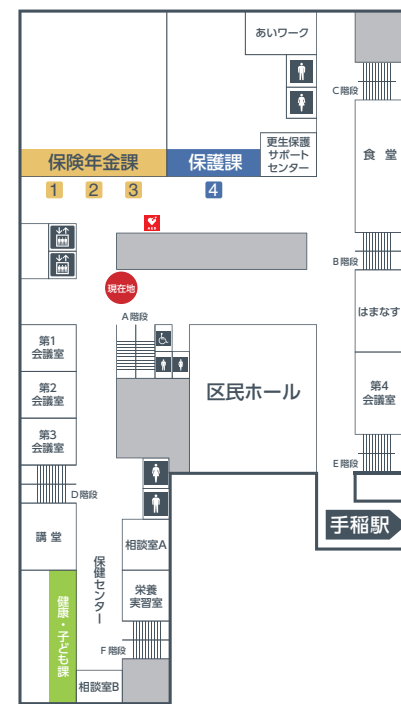 あいワーク
C階段
更生保護
サポート
センター
食堂
保険年金課
保護課
1
2
3
4
AED
B階段
現在地
はまなす
A階段
第1
会議室
第2
会議室
区民ホール
第4
会議室
第3
会議室
E階段
D階段
手稲駅
講堂
相談室A
保健センター
健康・子ども課
栄養
実習室
F階段
相談室B